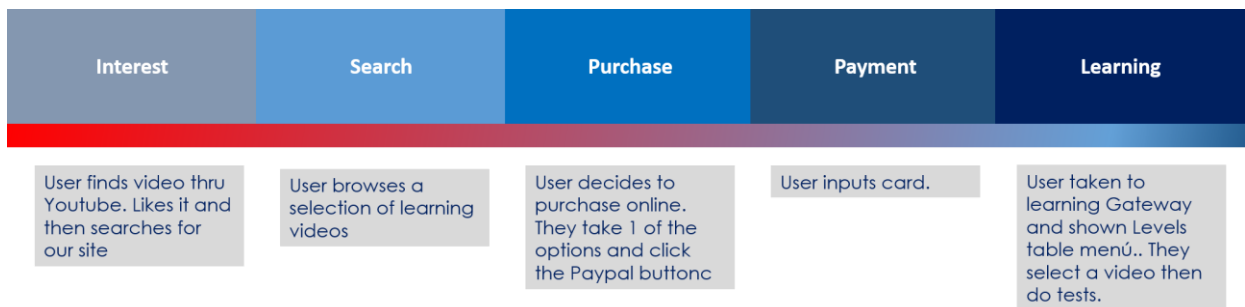 Interest
Search
Purchase
Payment
Learning
User finds video thru
Youtube. Likes it and
then searches for
our site
User browses a
selection of learning
videos
User decides to
purchase online.
They take 1 of the
options and click
the Paypal buttonc
User inputs card.
User taken to
learning Gateway
and shown Levels
table menú.. They
select a video then
do tests.